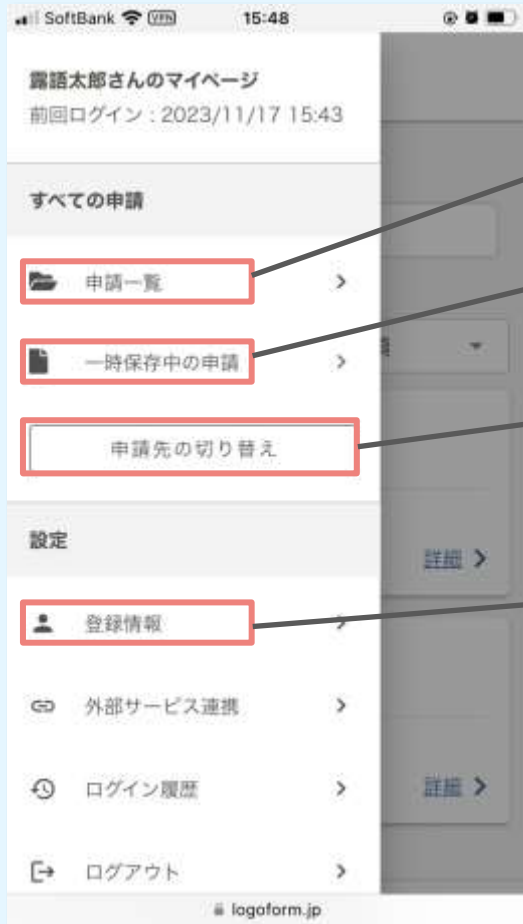 SoftBank VPN 15:48
露語太郎さんのマイページ
前回ログイン：2023/11/17 15:43
すべての申請
申請一覧
一時保存中の申請
申請先の切り替え
設定
詳細
登録情報
外部サービス連携
ログイン履歴
詳細
ログアウト
logoform.jp